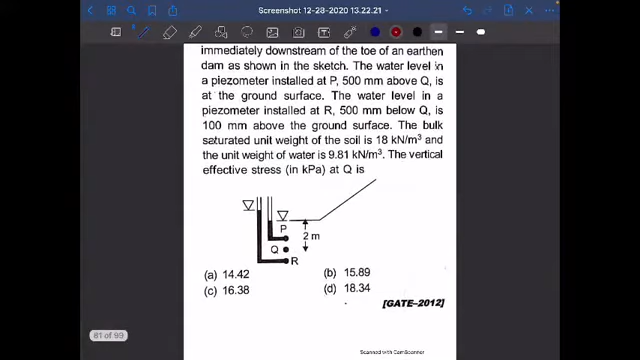 Screenshot 12-28-2020 13.22.21
immediately downstream of the toe of an earthen
dam as shown in the sketch. The water level in
a piezometer installed at P, 500 mm above Q, is
at the ground surface. The water level in a
piezometer installed at R, 500 mm below Q, is
100 mm above the ground surface. The bulk
saturated unit weight of the soil is 18 kN/m³ and
the unit weight of water is 9.81 kN/m³. The vertical
effective stress (in kPa) at Q is
P
2 m
Q
R
(a) 14.42 (b) 15.89
(c) 16.38 (d) 18.34
[GATE–2012]
81 of 99
Scanned with CamScanner